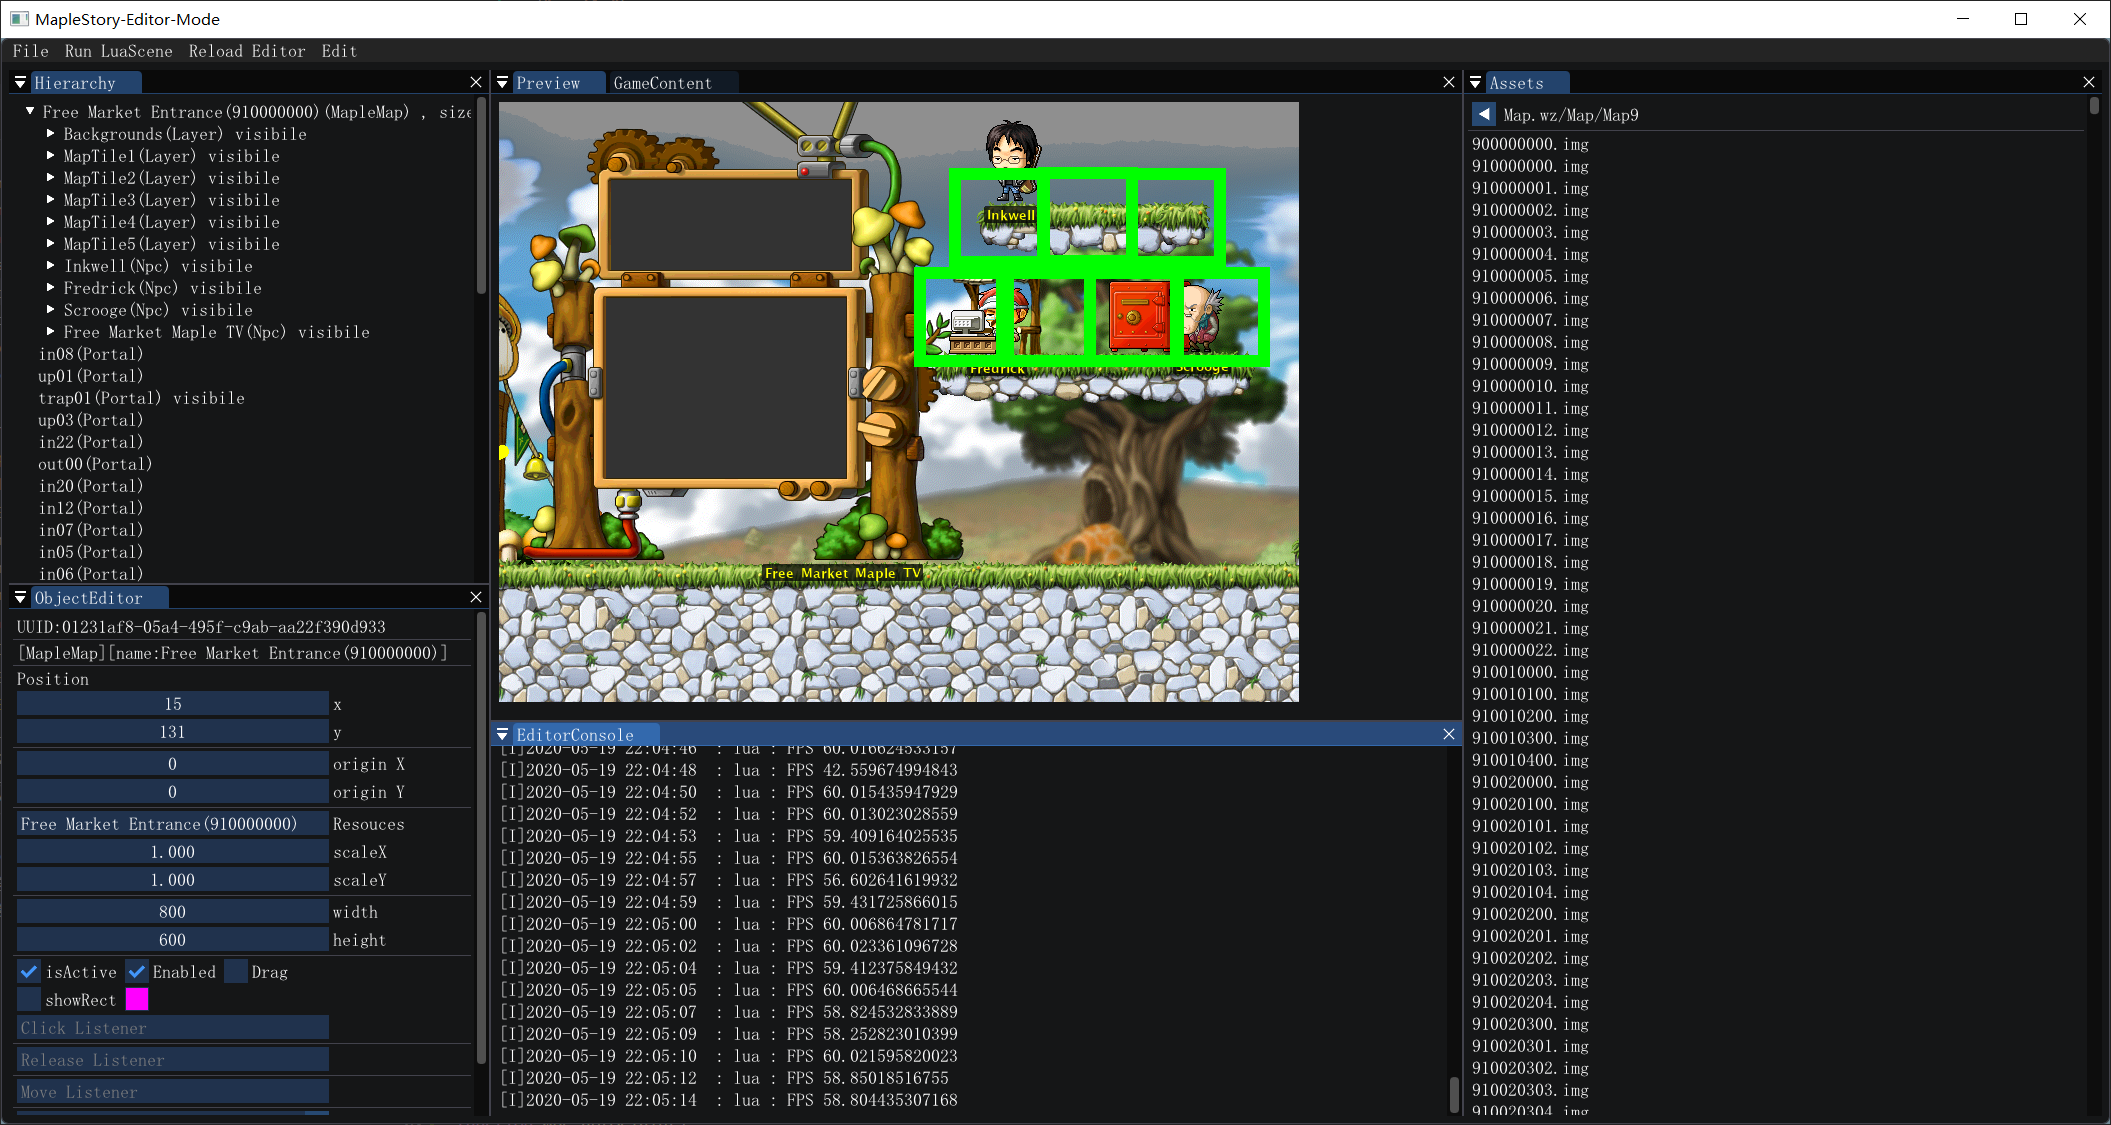 MapleStory-Editor-Mode
File Run LuaScene Reload Editor Edit
Hierarchy
Free Market Entrance(910000000)(MapleMap) , size
Backgrounds(Layer) visibile
MapTile1(Layer) visibile
MapTile2(Layer) visibile
MapTile3(Layer) visibile
MapTile4(Layer) visibile
MapTile5(Layer) visibile
Inkwell(Npc) visibile
Fredrick(Npc) visibile
Scrooge(Npc) visibile
Free Market Maple TV(Npc) visibile
in08(Portal)
up01(Portal)
trap01(Portal) visibile
up03(Portal)
in22(Portal)
out00(Portal)
in20(Portal)
in12(Portal)
in07(Portal)
in05(Portal)
in06(Portal)
ObjectEditor
UUID:01231af8-05a4-495f-c9ab-aa22f390d933
[MapleMap][name:Free Market Entrance(910000000)]
Position
15 x
131 y
0 origin X
0 origin Y
Free Market Entrance(910000000) Resouces
1.000 scaleX
1.000 scaleY
800 width
600 height
isActive Enabled Drag
showRect
Click Listener
Release Listener
Move Listener
Preview GameContent
Inkwell
Fredrick
Scrooge
Free Market Maple TV
EditorConsole
[I]2020-05-19 22:04:46 : lua : FPS 60.016624533157
[I]2020-05-19 22:04:48 : lua : FPS 42.559674994843
[I]2020-05-19 22:04:50 : lua : FPS 60.015435947929
[I]2020-05-19 22:04:52 : lua : FPS 60.013023028559
[I]2020-05-19 22:04:53 : lua : FPS 59.409164025535
[I]2020-05-19 22:04:55 : lua : FPS 60.015363826554
[I]2020-05-19 22:04:57 : lua : FPS 56.602641619932
[I]2020-05-19 22:04:59 : lua : FPS 59.431725866015
[I]2020-05-19 22:05:00 : lua : FPS 60.006864781717
[I]2020-05-19 22:05:02 : lua : FPS 60.023361096728
[I]2020-05-19 22:05:04 : lua : FPS 59.412375849432
[I]2020-05-19 22:05:05 : lua : FPS 60.006468665544
[I]2020-05-19 22:05:07 : lua : FPS 58.824532833889
[I]2020-05-19 22:05:09 : lua : FPS 58.252823010399
[I]2020-05-19 22:05:10 : lua : FPS 60.021595820023
[I]2020-05-19 22:05:12 : lua : FPS 58.85018516755
[I]2020-05-19 22:05:14 : lua : FPS 58.804435307168
Assets
Map.wz/Map/Map9
900000000.img
910000000.img
910000001.img
910000002.img
910000003.img
910000004.img
910000005.img
910000006.img
910000007.img
910000008.img
910000009.img
910000010.img
910000011.img
910000012.img
910000013.img
910000014.img
910000015.img
910000016.img
910000017.img
910000018.img
910000019.img
910000020.img
910000021.img
910000022.img
910010000.img
910010100.img
910010200.img
910010300.img
910010400.img
910020000.img
910020100.img
910020101.img
910020102.img
910020103.img
910020104.img
910020200.img
910020201.img
910020202.img
910020203.img
910020204.img
910020300.img
910020301.img
910020302.img
910020303.img
910020304.img